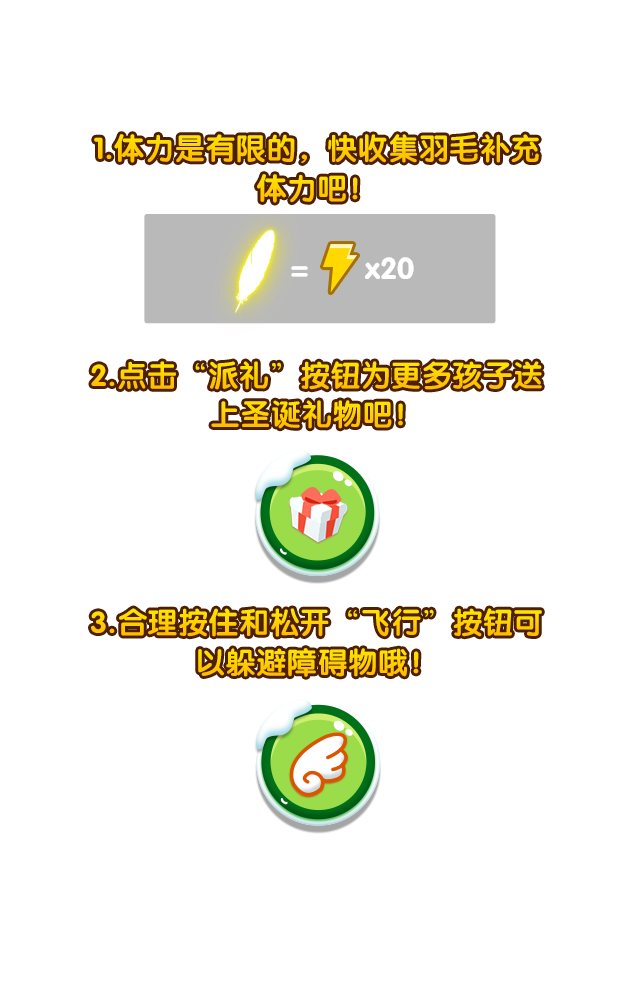 1.体力是有限的，快收集羽毛补充
体力吧！
= x20
2.点击“派礼”按钮为更多孩子送
上圣诞礼物吧！
3.合理按住和松开“飞行”按钮可
以躲避障碍物哦！